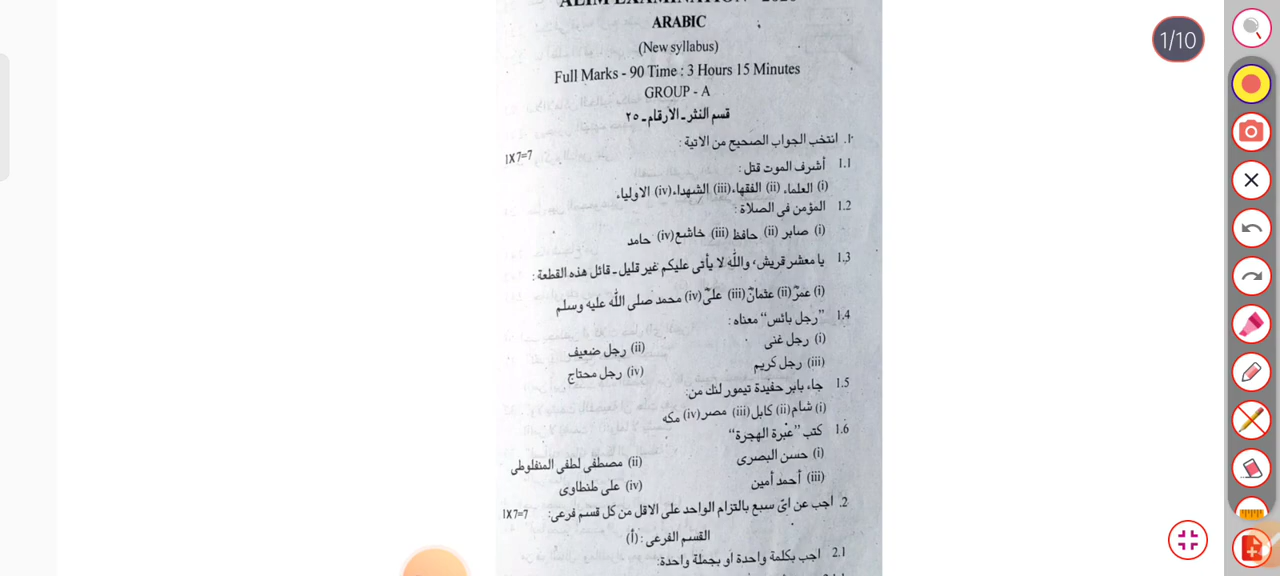 1/10
ARABIC
(New syllabus)
Full Marks - 90 Time : 3 Hours 15 Minutes
GROUP - A
قسم النثر ـ الارقام ـ ٢٥
١. انتخب الجواب الصحيح من الاتية : 1X7=7
1.1 أشرف الموت قتل :
(i) العلماء (ii) الفقهاء (iii) الشهداء (iv) الاولياء
1.2 المؤمن فى الصلاة :
(i) صابر (ii) حافظ (iii) خاشع (iv) حامد
1.3 يا معشر قريش، والله لا يأتى عليكم غير قليل ـ قائل هذه القطعة :
(i) عمرؓ (ii) عثمانؓ (iii) علىؓ (iv) محمد صلى الله عليه وسلم
1.4 ”رجل بائس“ معناه :
(i) رجل غنى (ii) رجل ضعيف
(iii) رجل كريم (iv) رجل محتاج
1.5 جاء بابر حفيدة تيمور لنك من:
(i) شام (ii) كابل (iii) مصر (iv) مكه
1.6 كتب ”عبرة الهجرة“
(i) حسن البصرى (ii) مصطفى لطفى المنفلوطى
(iii) أحمد أمين (iv) على طنطاوى
2. اجب عن اىّ سبع بالتزام الواحد على الاقل من كل قسم فرعى: 1X7=7
القسم الفرعى : (أ)
2.1 اجب بكلمة واحدة او بجملة واحدة: